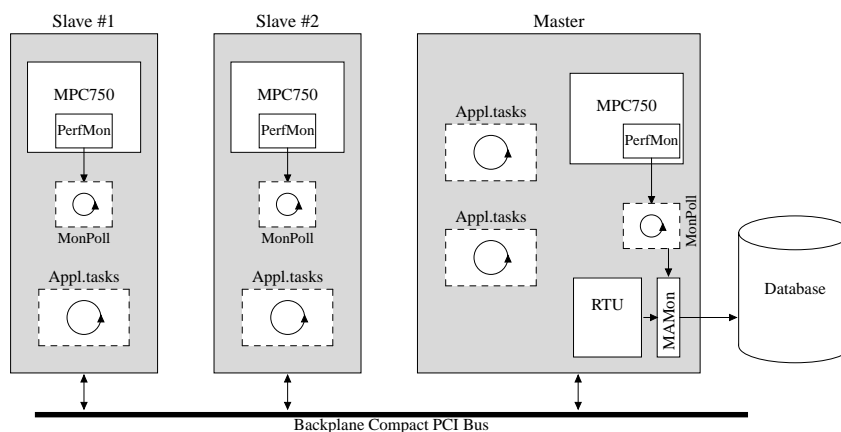 Slave #1
Slave #2
Master
MPC750
PerfMon
MonPoll
Appl.tasks
MPC750
PerfMon
MonPoll
Appl.tasks
Appl.tasks
Appl.tasks
MPC750
PerfMon
MonPoll
RTU
MAMon
Database
Backplane Compact PCI Bus